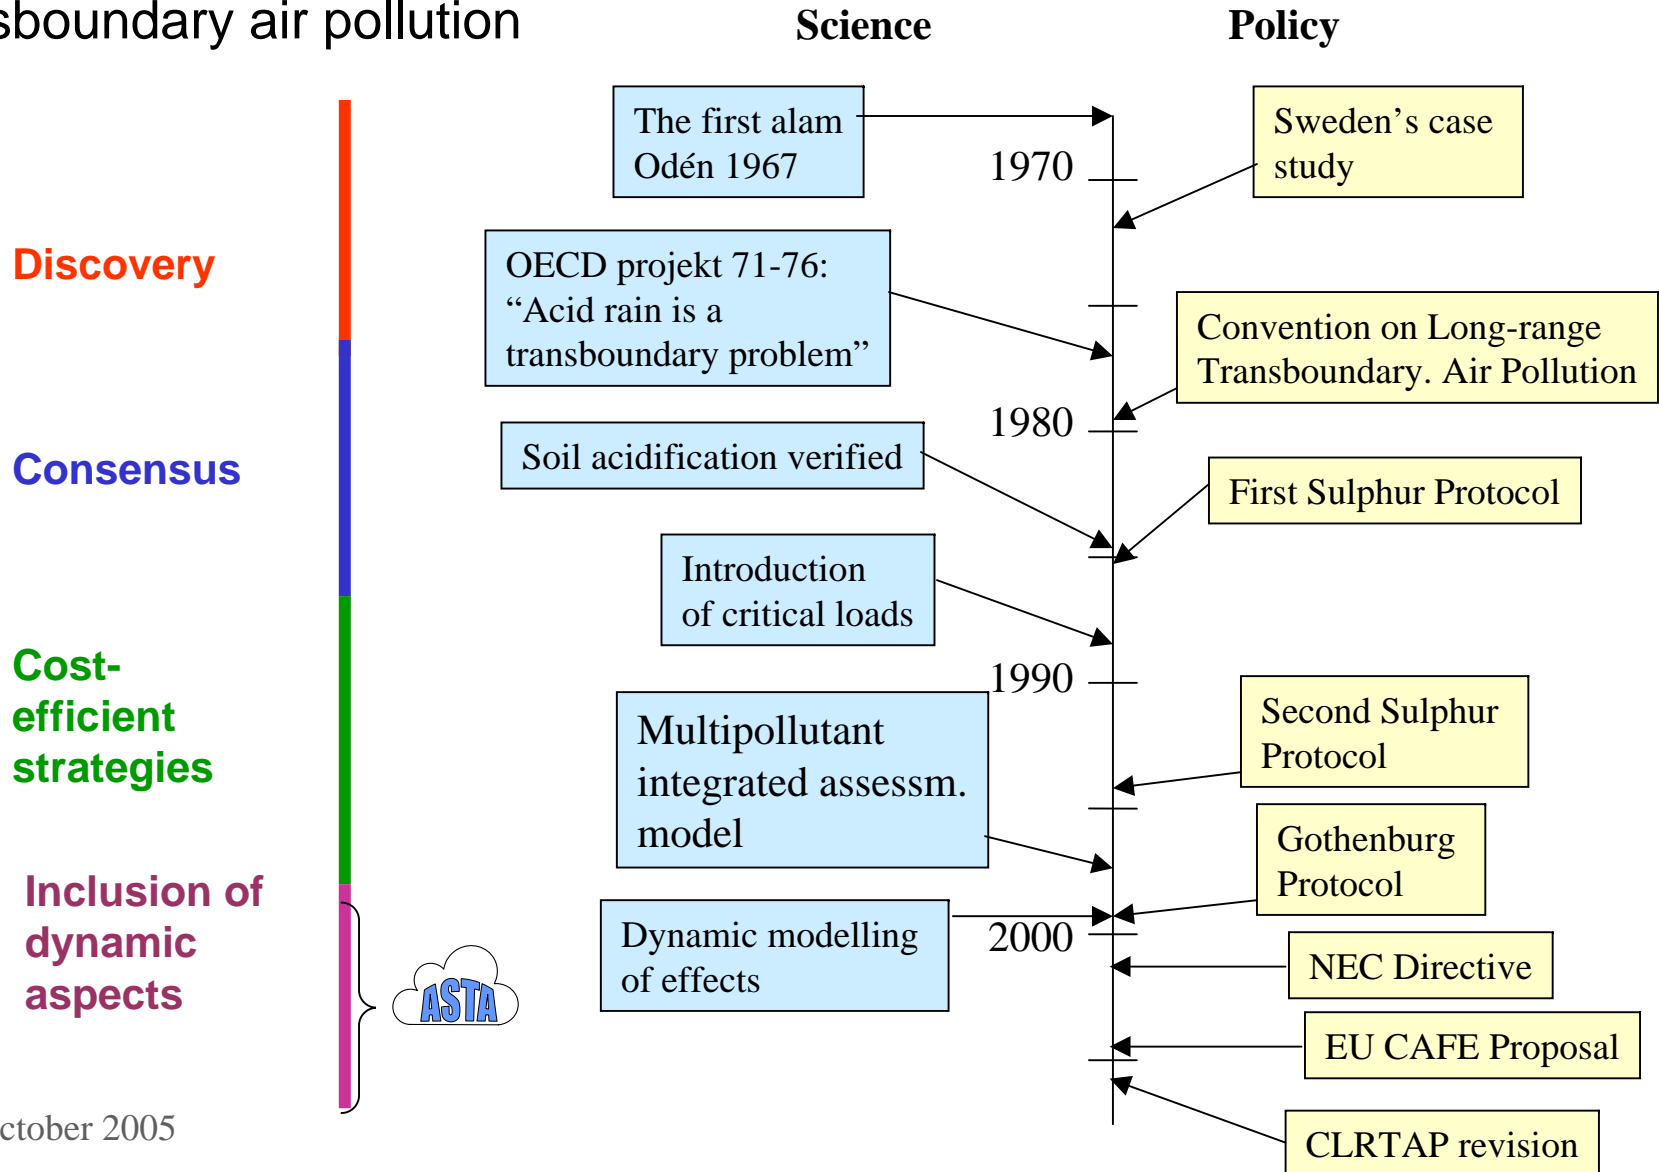 sboundary air pollution
Science
Policy
The first alam
Odén 1967
1970
Sweden's case
study
Discovery
OECD projekt 71-76:
“Acid rain is a
transboundary problem”
Convention on Long-range
Transboundary. Air Pollution
1980
Consensus
Soil acidification verified
First Sulphur Protocol
Introduction
of critical loads
1990
Cost-
efficient
strategies
Multipollutant
integrated assessm.
model
Second Sulphur
Protocol
Gothenburg
Protocol
Inclusion of
dynamic
aspects
ASTA
Dynamic modelling
of effects
2000
NEC Directive
EU CAFE Proposal
CLRTAP revision
ctober 2005